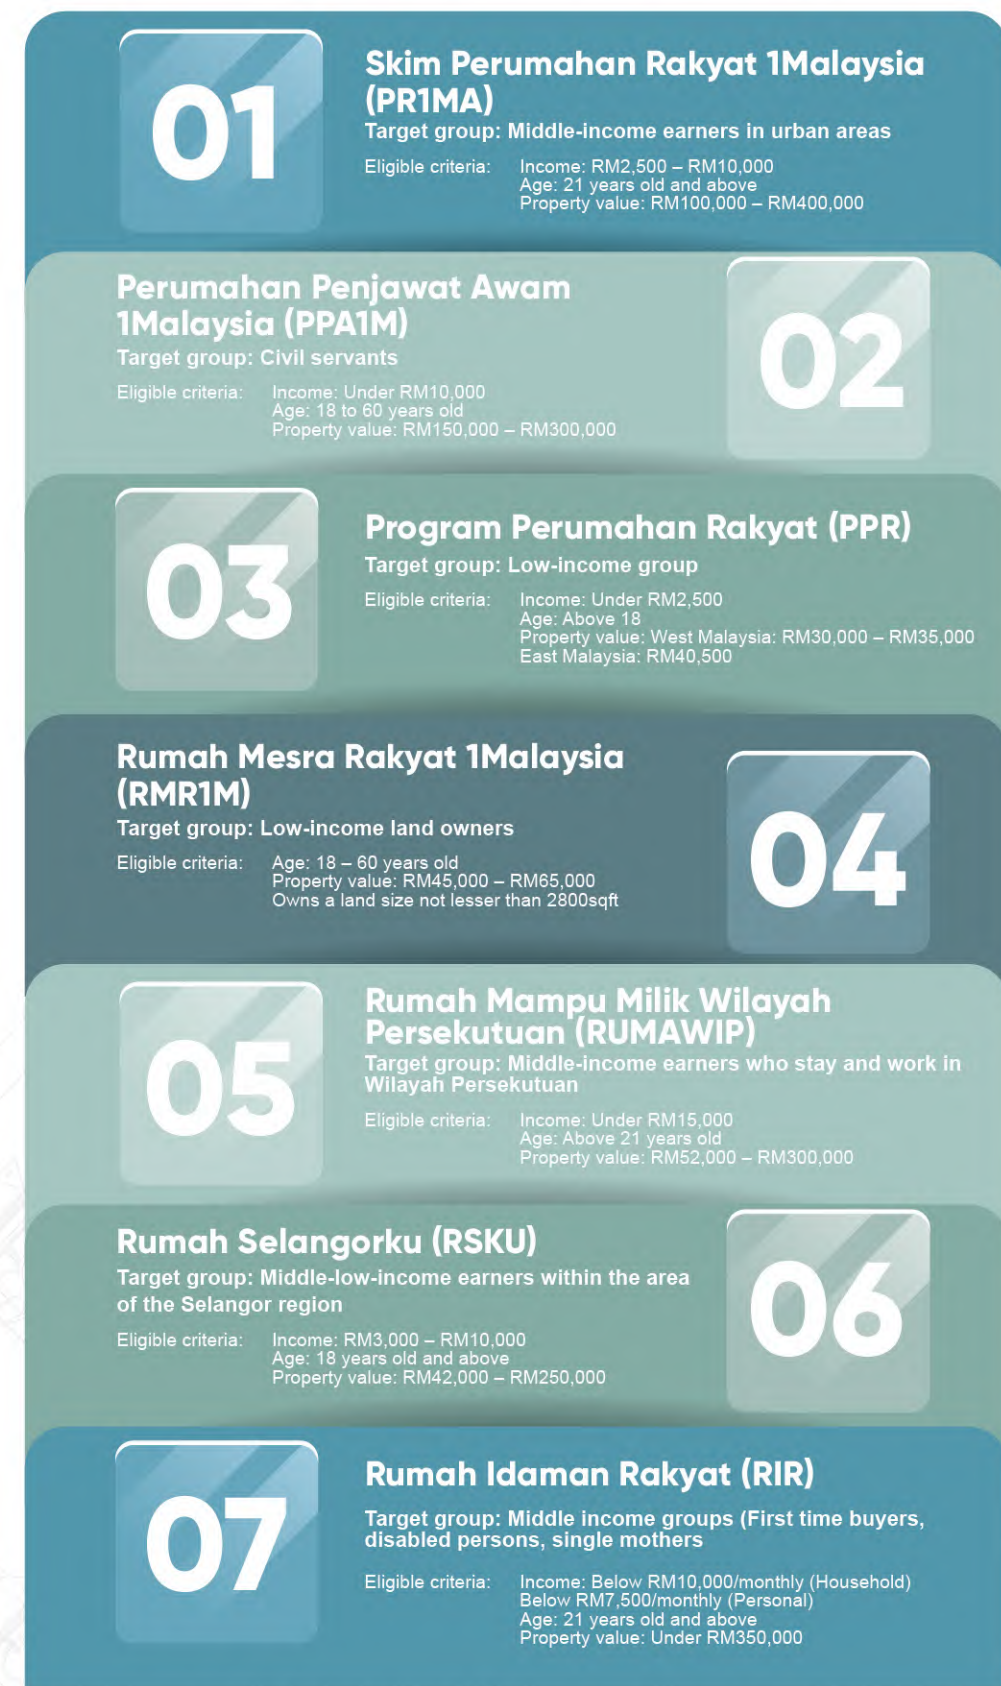 01
Skim Perumahan Rakyat 1Malaysia
(PR1MA)
Target group: Middle-income earners in urban areas
Eligible criteria: Income: RM2,500 – RM10,000
Age: 21 years old and above
Property value: RM100,000 – RM400,000
Perumahan Penjawat Awam
1Malaysia (PPA1M)
Target group: Civil servants
Eligible criteria: Income: Under RM10,000
Age: 18 to 60 years old
Property value: RM150,000 – RM300,000
02
03
Program Perumahan Rakyat (PPR)
Target group: Low-income group
Eligible criteria: Income: Under RM2,500
Age: Above 18
Property value: West Malaysia: RM30,000 – RM35,000
East Malaysia: RM40,500
Rumah Mesra Rakyat 1Malaysia
(RMR1M)
Target group: Low-income land owners
Eligible criteria: Age: 18 – 60 years old
Property value: RM45,000 – RM65,000
Owns a land size not lesser than 2800sqft
04
05
Rumah Mampu Milik Wilayah
Persekutuan (RUMAWIP)
Target group: Middle-income earners who stay and work in
Wilayah Persekutuan
Eligible criteria: Income: Under RM15,000
Age: Above 21 years old
Property value: RM52,000 – RM300,000
Rumah Selangorku (RSKU)
Target group: Middle-low-income earners within the area
of the Selangor region
Eligible criteria: Income: RM3,000 – RM10,000
Age: 18 years old and above
Property value: RM42,000 – RM250,000
06
07
Rumah Idaman Rakyat (RIR)
Target group: Middle income groups (First time buyers,
disabled persons, single mothers
Eligible criteria: Income: Below RM10,000/monthly (Household)
Below RM7,500/monthly (Personal)
Age: 21 years old and above
Property value: Under RM350,000